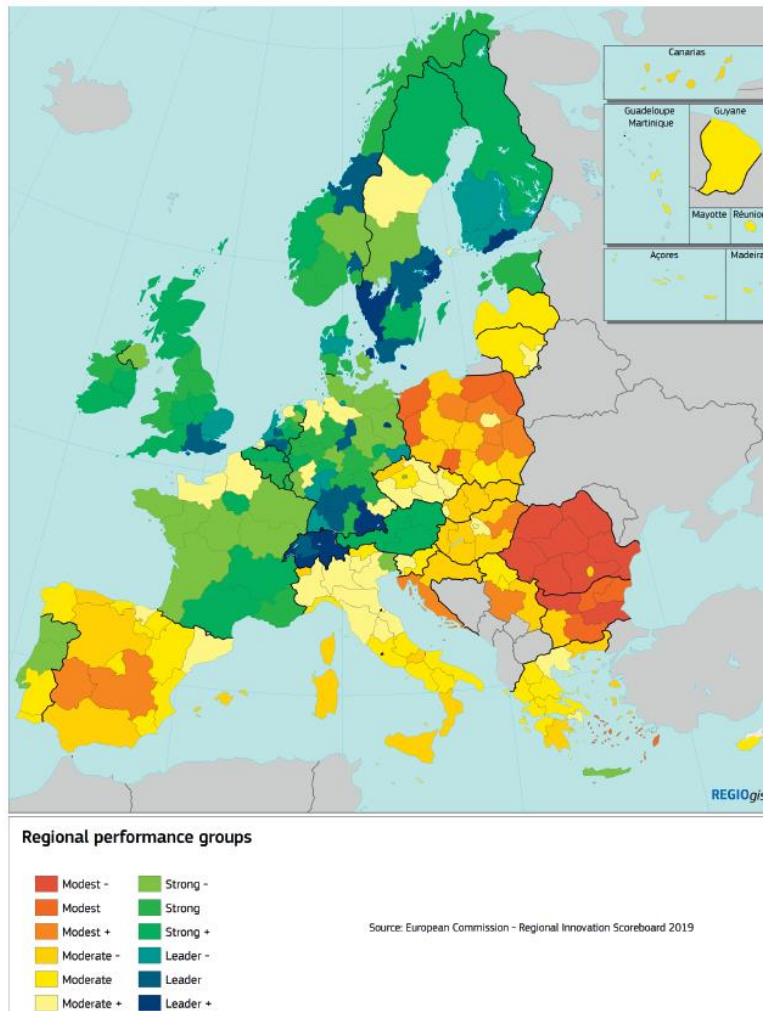 Canarias
Guadeloupe
Martinique
Guyane
Mayotte
Réunion
Açores
Madeira
REGIOgis
Regional performance groups
Modest -
Modest
Modest +
Moderate -
Moderate
Moderate +
Strong -
Strong
Strong +
Leader -
Leader
Leader +
Source: European Commission - Regional Innovation Scoreboard 2019